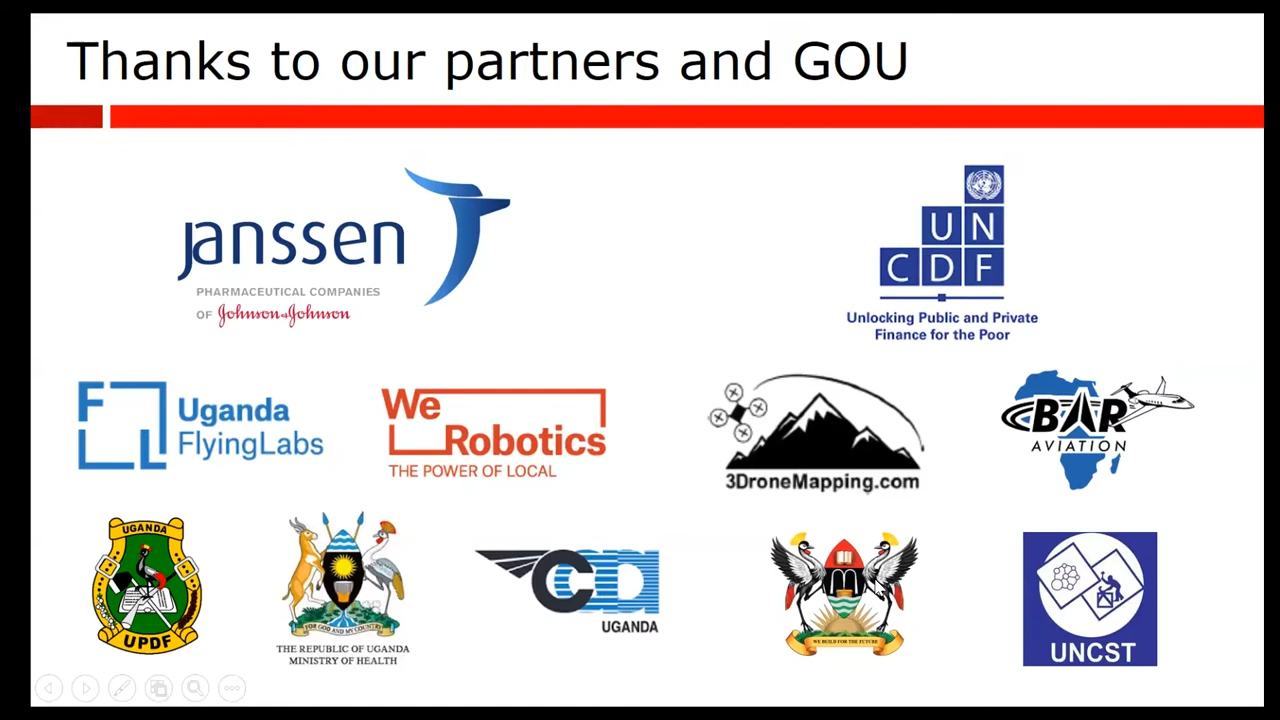 Thanks to our partners and GOU
janssen
PHARMACEUTICAL COMPANIES
OF Johnson & Johnson
UN
CDF
Unlocking Public and Private
Finance for the Poor
F L
Uganda
FlyingLabs
We
Robotics
THE POWER OF LOCAL
3DroneMapping.com
BAR
AVIATION
UGANDA
UPDF
FOR GOD AND MY COUNTRY
THE REPUBLIC OF UGANDA
MINISTRY OF HEALTH
CAA
UGANDA
WE BUILD FOR THE FUTURE
UNCST